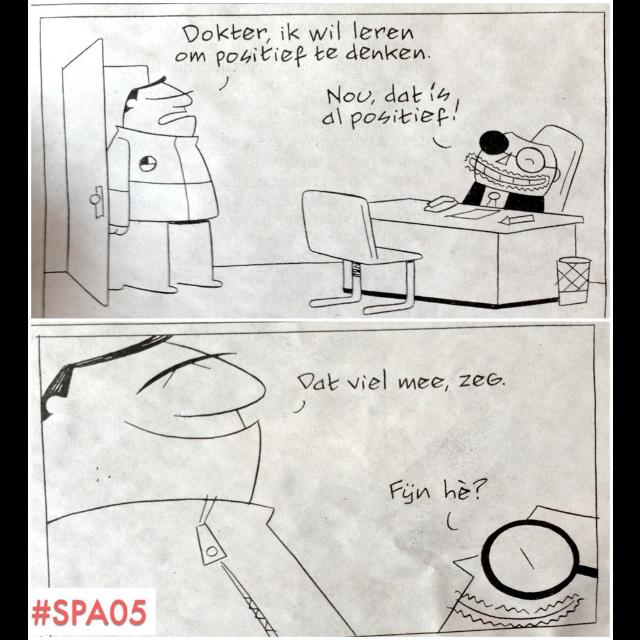 Dokter, ik wil leren
om positief te denken.
Nou, dat is
al positief!
Dat viel mee, zeg.
Fijn hè?
#SPA05